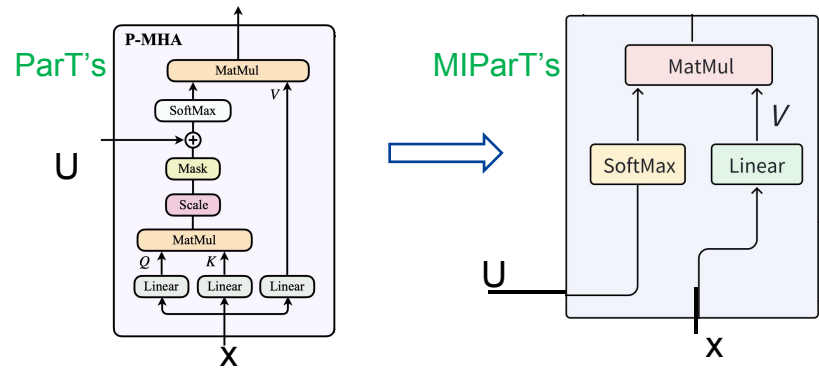 ParT's
P-MHA
MatMul
V
SoftMax
+
U
Mask
Scale
MatMul
Q
K
Linear
Linear
Linear
x
MIParT's
MatMul
V
SoftMax
Linear
U
x